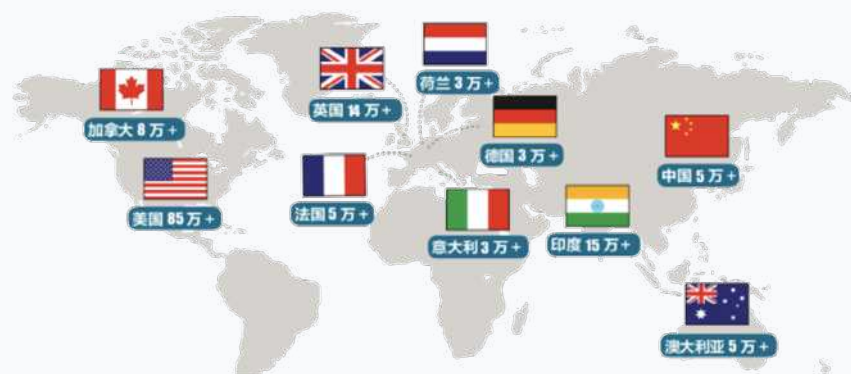 荷兰 3 万+
英国 14 万+
加拿大 8 万+
德国 3 万+
中国 5 万+
美国 85 万+
法国 5 万+
意大利 3 万+
印度 15 万+
澳大利亚 5 万+